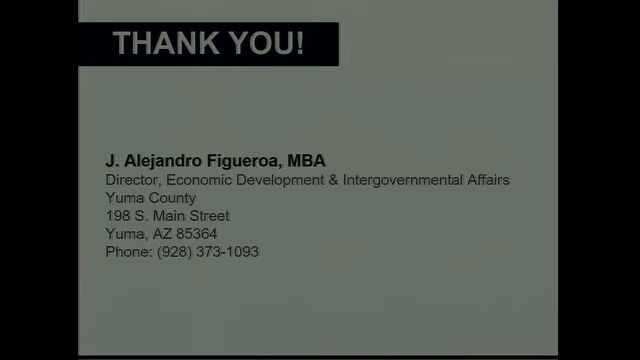 THANK YOU!
J. Alejandro Figueroa, MBA
Director, Economic Development & Intergovernmental Affairs
Yuma County
198 S. Main Street
Yuma, AZ 85364
Phone: (928) 373-1093